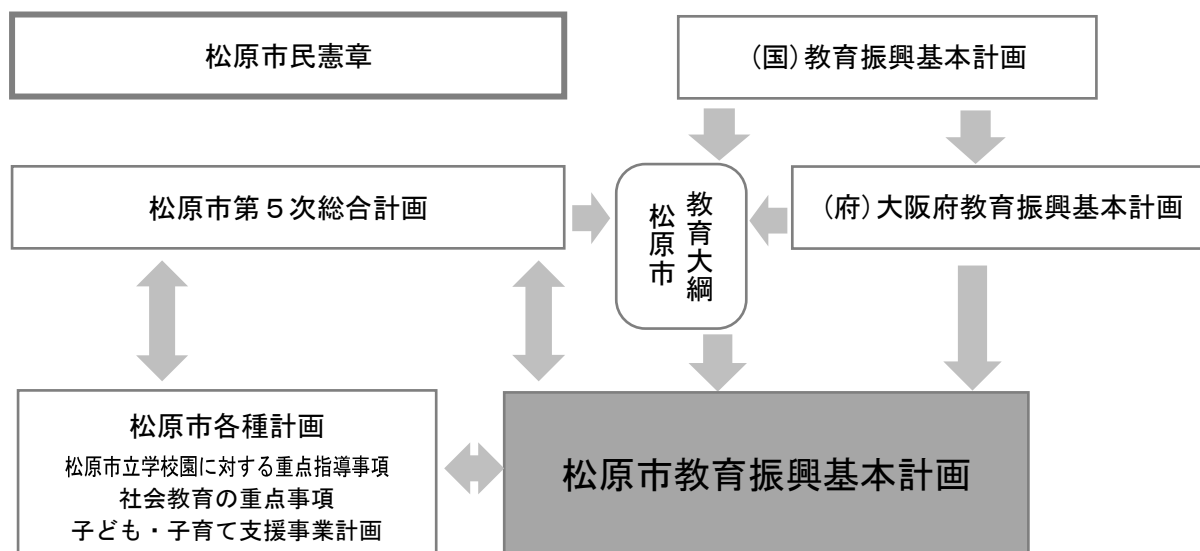 松原市民憲章
(国)教育振興基本計画
松原市第５次総合計画
松原市
教育大綱
(府)大阪府教育振興基本計画
松原市各種計画
松原市立学校園に対する重点指導事項
社会教育の重点事項
子ども・子育て支援事業計画
松原市教育振興基本計画